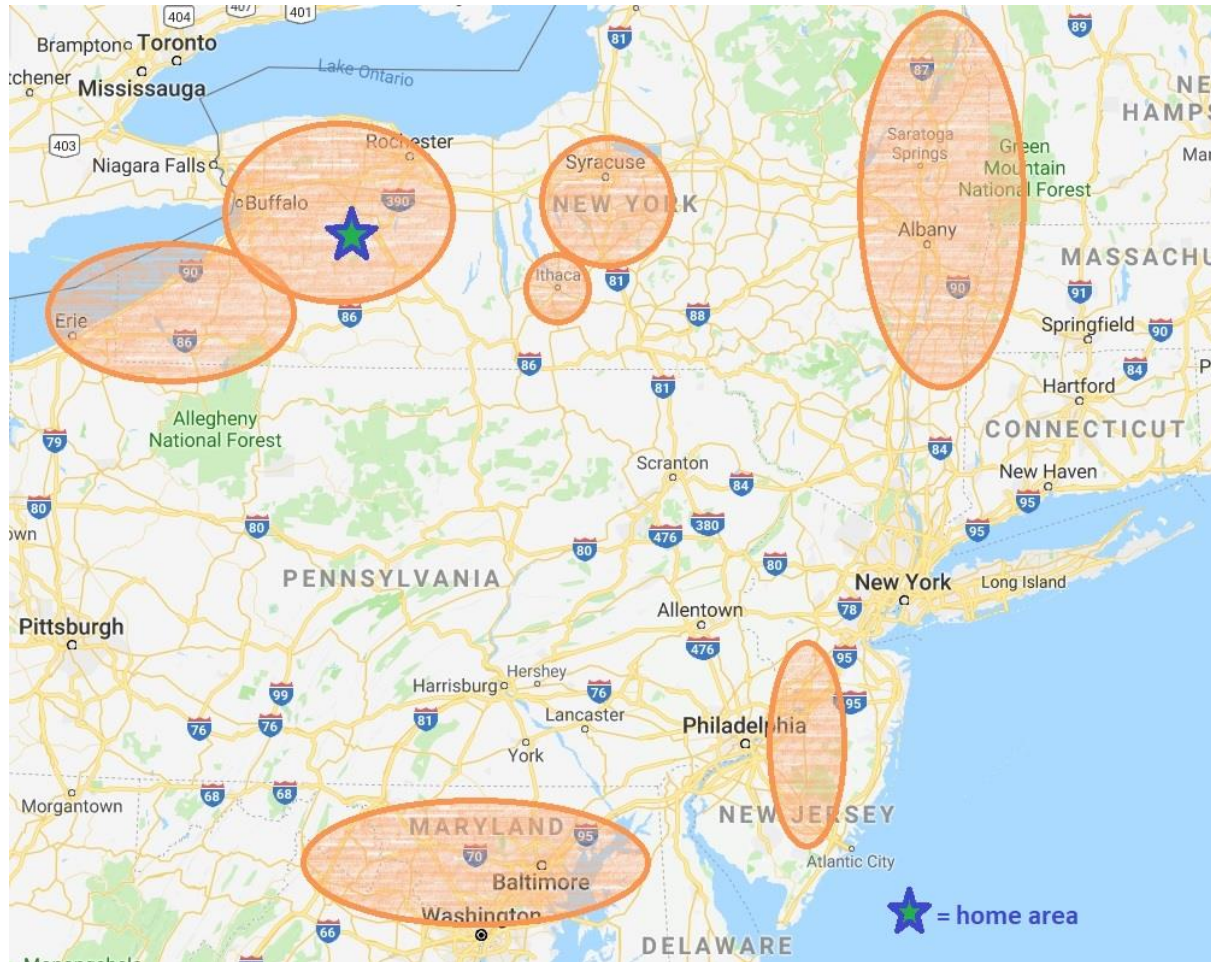 404
407
401
81
89
Brampton
Toronto
87
NE
tchener
Lake Ontario
Mississauga
HAMPS
403
Rochester
Saratoga
Springs
Green
Mountain
National Forest
Niagara Falls
Syracuse
Mar
Buffalo
390
NEW YORK
Albany
MASSACHU
90
Ithaca
81
90
91
Erie
86
88
Springfield
90
86
86
81
84
P
Hartford
Allegheny
National Forest
CONNECTICUT
79
84
Scranton
84
New Haven
80
95
80
476
380
95
own
80
80
PENNSYLVANIA
New York
Long Island
78
Allentown
Pittsburgh
476
95
Hershey
Harrisburg
99
76
95
81
Lancaster
76
76
Philadelphia
York
68
68
Morgantown
NEW JERSEY
MARYLAND
95
70
Atlantic City
Baltimore
Washington
66
= home area
DELAWARE